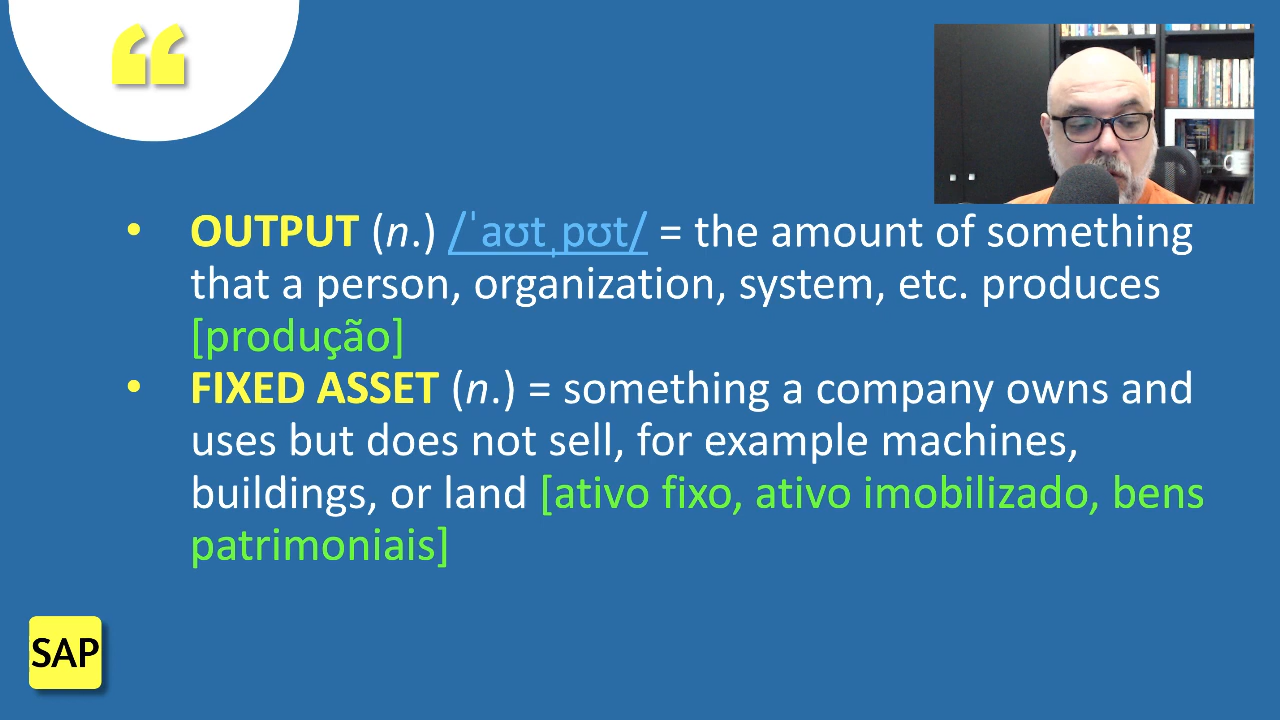 “
• OUTPUT (n.) /ˈaʊtˌpʊt/ = the amount of something
that a person, organization, system, etc. produces
[produção]
• FIXED ASSET (n.) = something a company owns and
uses but does not sell, for example machines,
buildings, or land [ativo fixo, ativo imobilizado, bens
patrimoniais]
SAP